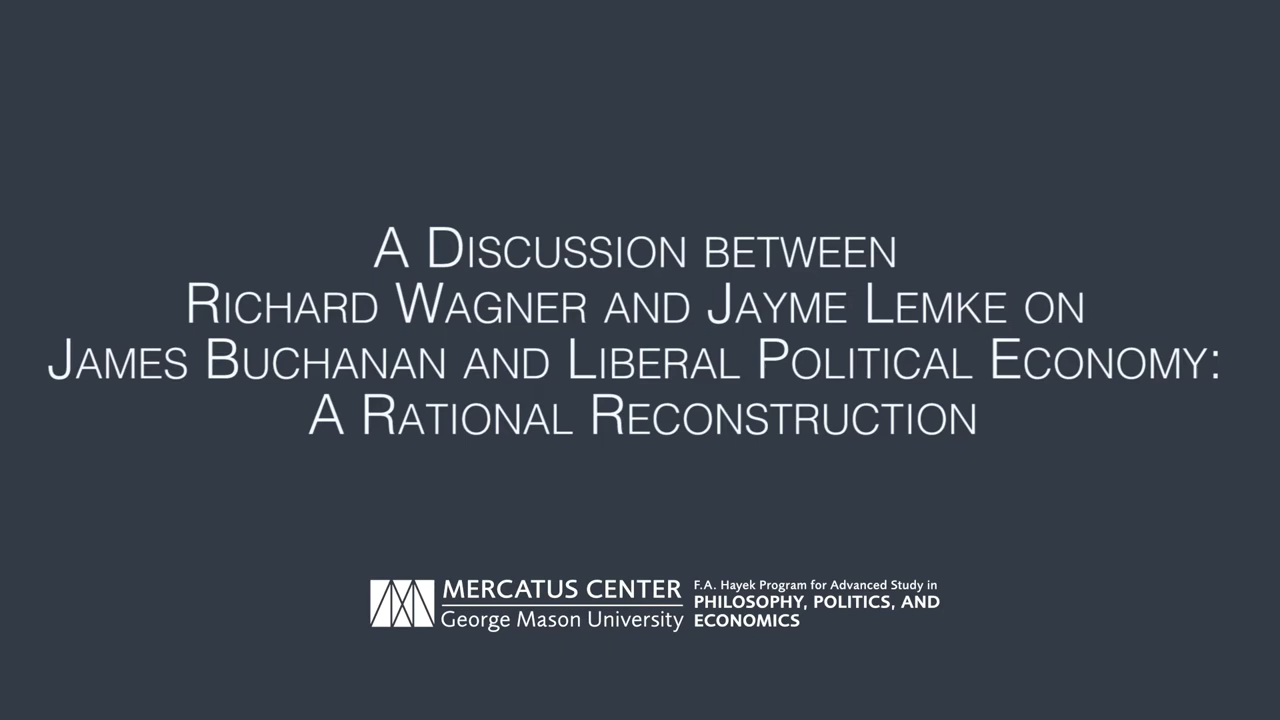 A Discussion between
Richard Wagner and Jayme Lemke on
James Buchanan and Liberal Political Economy:
A Rational Reconstruction
MERCATUS CENTER
George Mason University
F.A. Hayek Program for Advanced Study in
PHILOSOPHY, POLITICS, AND
ECONOMICS